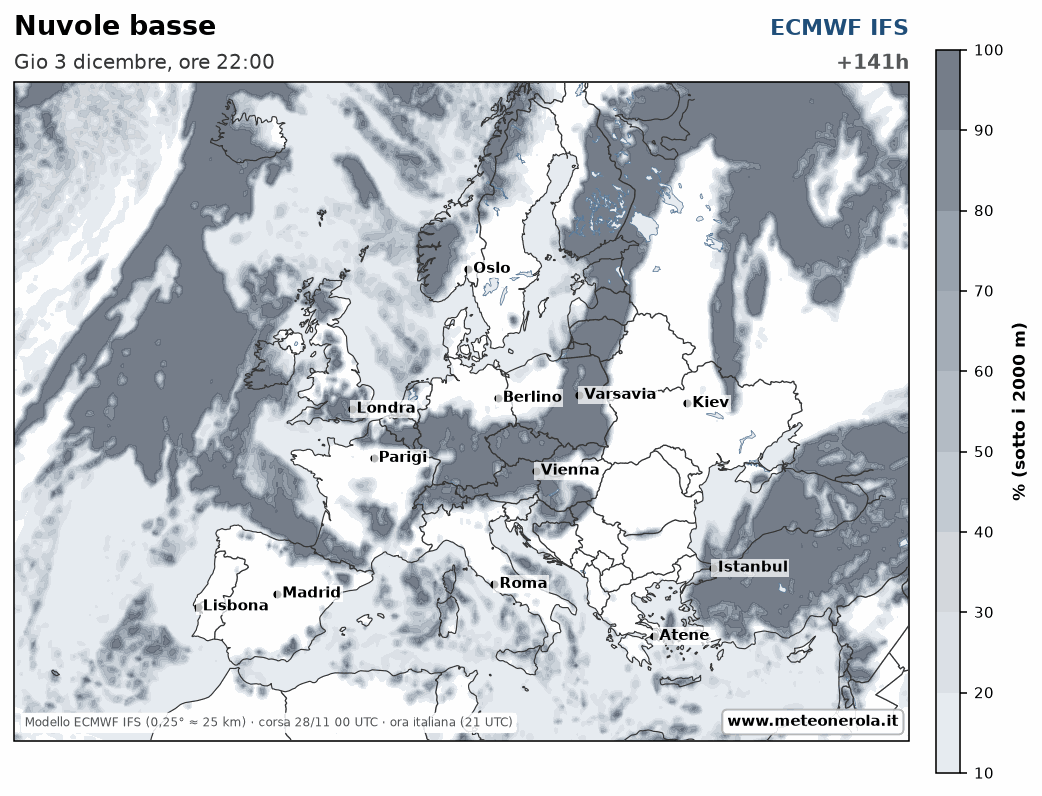 Nuvole basse
ECMWF IFS
Gio 3 dicembre, ore 22:00
+141h
Oslo
Londra
Berlino
Varsavia
Kiev
Parigi
Vienna
Madrid
Lisbona
Roma
Istanbul
Atene
Modello ECMWF IFS (0,25° ≈ 25 km) · corsa 28/11 00 UTC · ora italiana (21 UTC)
www.meteonerola.it
100
90
80
70
60
50
40
30
20
10
% (sotto i 2000 m)